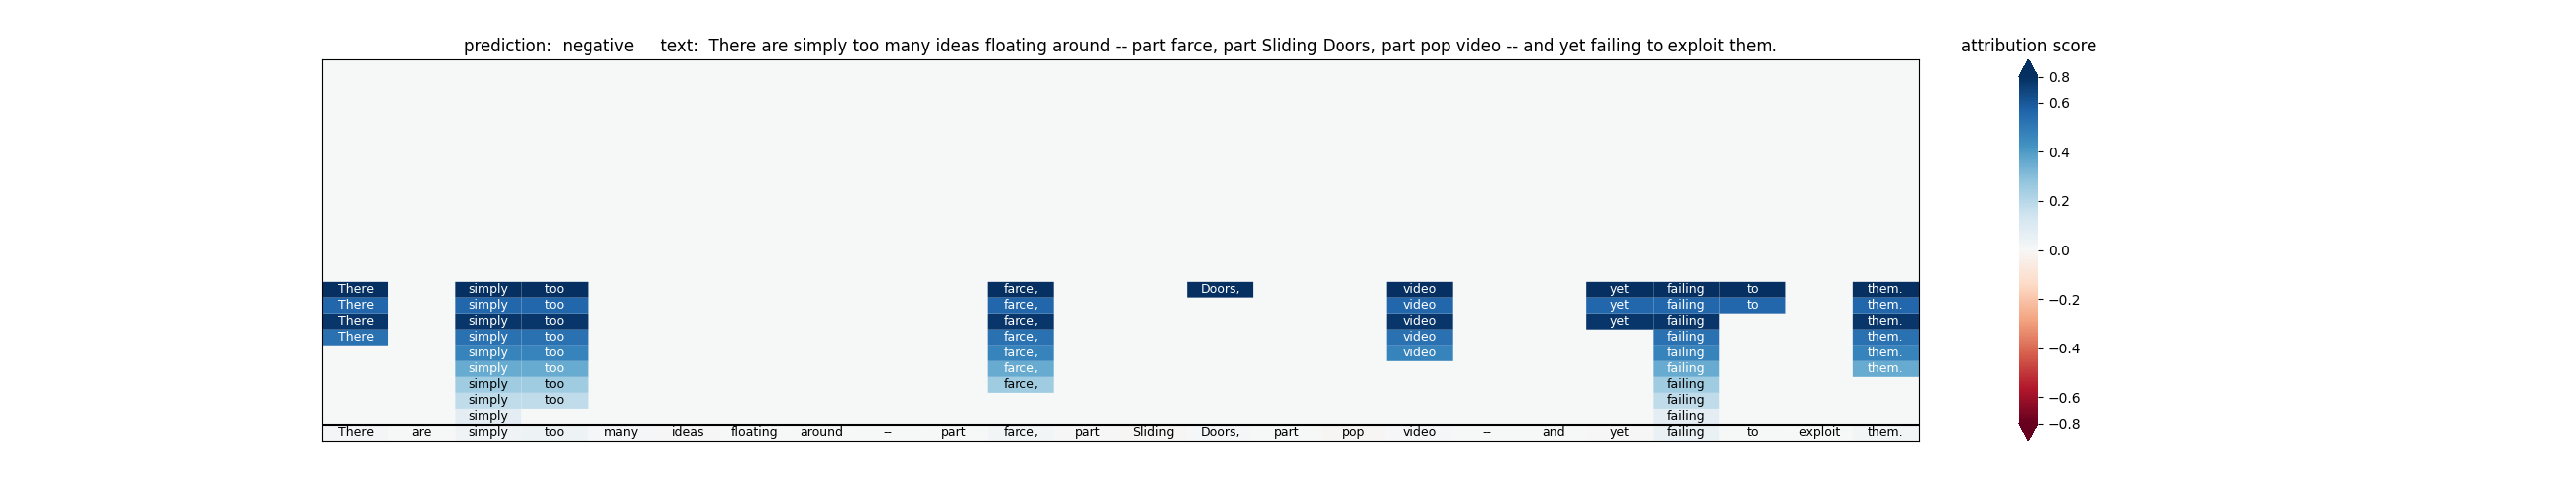 prediction:  negative     text:  There are simply too many ideas floating around -- part farce, part Sliding Doors, part pop video -- and yet failing to exploit them.
attribution score
0.8
0.6
0.4
0.2
0.0
−0.2
−0.4
−0.6
−0.8
There simply too farce, Doors, video yet failing to them.
There simply too farce, video yet failing to them.
There simply too farce, video yet failing them.
There simply too farce, video failing them.
simply too farce, video failing them.
simply too farce, failing them.
simply too farce, failing
simply too failing
simply failing
There are simply too many ideas floating around -- part farce, part Sliding Doors, part pop video -- and yet failing to exploit them.